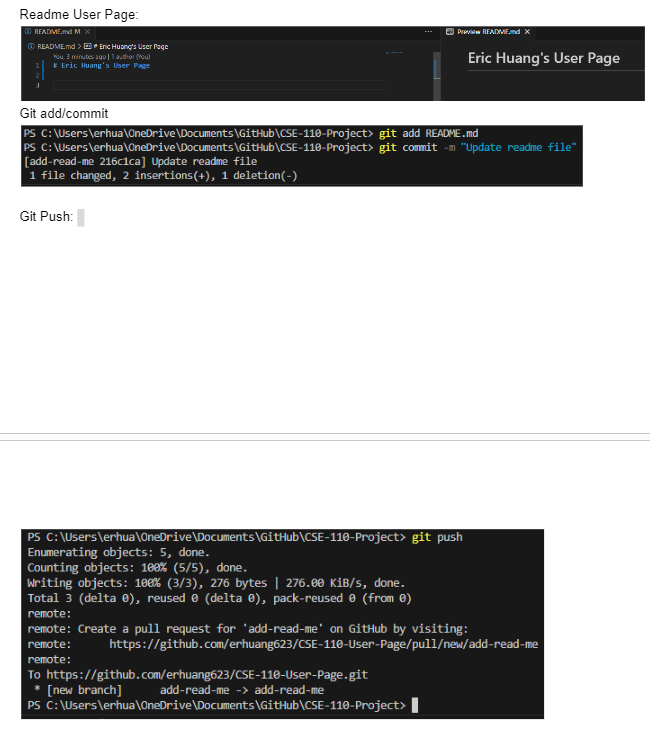 Readme User Page:
README.md M ×
Preview README.md ×
README.md > # Eric Huang's User Page
You, 3 minutes ago | 1 author (You)
1 # Eric Huang's User Page
2
3
Eric Huang's User Page
Git add/commit
PS C:\Users\erhua\OneDrive\Documents\GitHub\CSE-110-Project> git add README.md
PS C:\Users\erhua\OneDrive\Documents\GitHub\CSE-110-Project> git commit -m "Update readme file"
[add-read-me 216c1ca] Update readme file
1 file changed, 2 insertions(+), 1 deletion(-)
Git Push:
PS C:\Users\erhua\OneDrive\Documents\GitHub\CSE-110-Project> git push
Enumerating objects: 5, done.
Counting objects: 100% (5/5), done.
Writing objects: 100% (3/3), 276 bytes | 276.00 KiB/s, done.
Total 3 (delta 0), reused 0 (delta 0), pack-reused 0 (from 0)
remote:
remote: Create a pull request for 'add-read-me' on GitHub by visiting:
remote: https://github.com/erhuang623/CSE-110-User-Page/pull/new/add-read-me
remote:
To https://github.com/erhuang623/CSE-110-User-Page.git
* [new branch] add-read-me -> add-read-me
PS C:\Users\erhua\OneDrive\Documents\GitHub\CSE-110-Project>